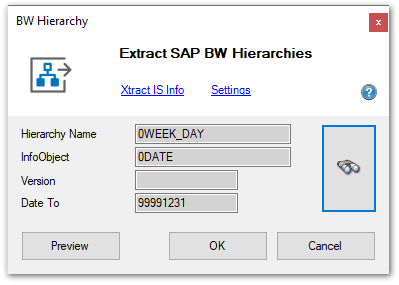 BW Hierarchy
x
Extract SAP BW Hierarchies
Xtract IS Info Settings
?
Hierarchy Name 0WEEK_DAY
InfoObject 0DATE
Version
Date To 99991231
Preview OK Cancel